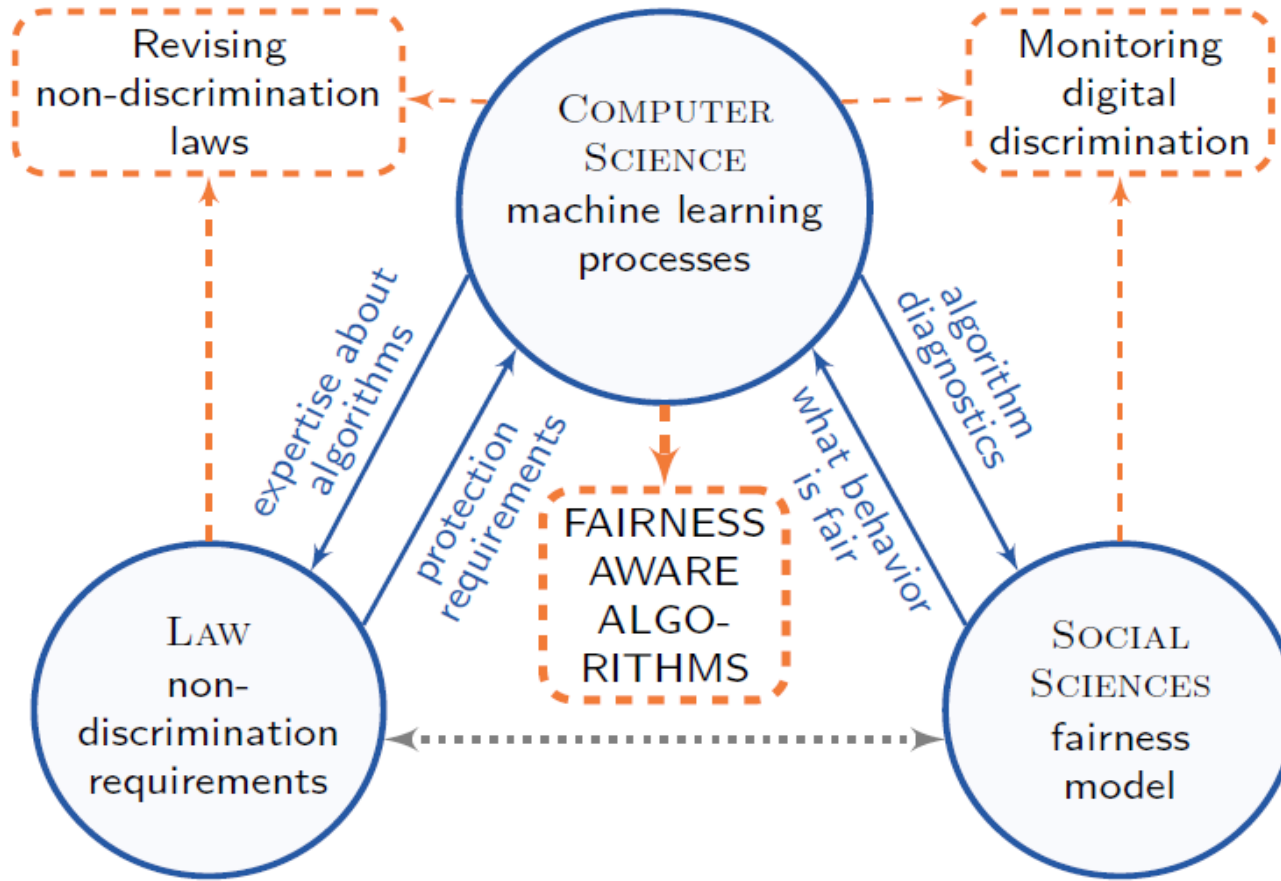 Revising
non-discrimination
laws
COMPUTER
SCIENCE
machine learning
processes
Monitoring
digital
discrimination
expertise about
algorithms
protection
requirements
what behavior
is fair
algorithm
diagnostics
FAIRNESS
AWARE
ALGO-
RITHMS
LAW
non-
discrimination
requirements
SOCIAL
SCIENCES
fairness
model